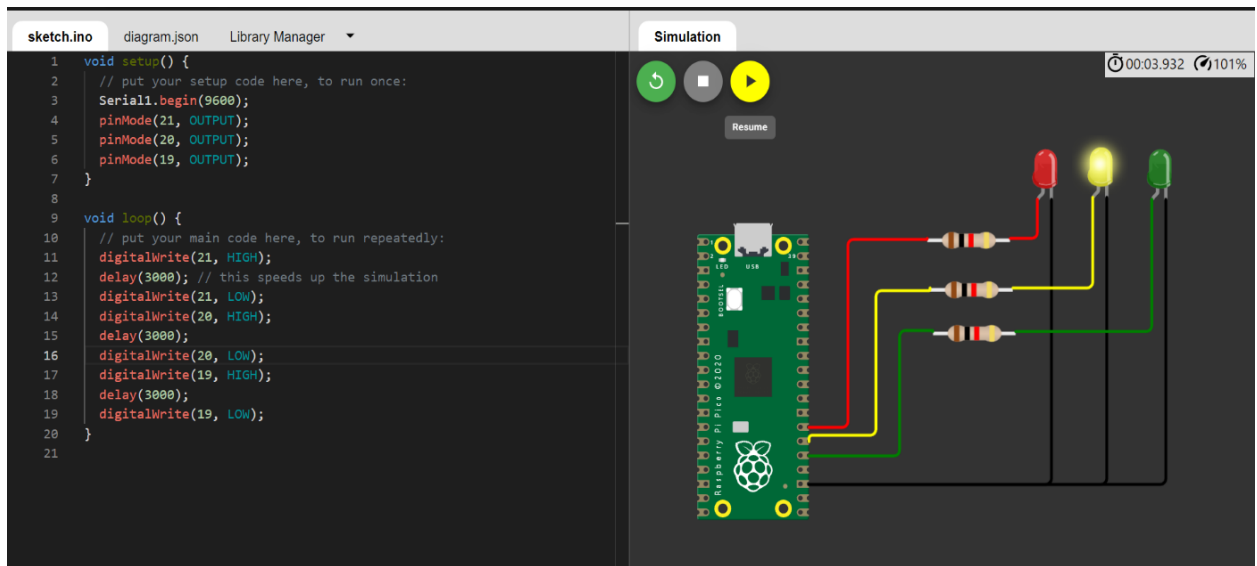 sketch.ino diagram.json Library Manager
Simulation
1 void setup() {
2 // put your setup code here, to run once:
3 Serial1.begin(9600);
4 pinMode(21, OUTPUT);
5 pinMode(20, OUTPUT);
6 pinMode(19, OUTPUT);
7 }
8
9 void loop() {
10 // put your main code here, to run repeatedly:
11 digitalWrite(21, HIGH);
12 delay(3000); // this speeds up the simulation
13 digitalWrite(21, LOW);
14 digitalWrite(20, HIGH);
15 delay(3000);
16 digitalWrite(20, LOW);
17 digitalWrite(19, HIGH);
18 delay(3000);
19 digitalWrite(19, LOW);
20 }
21
00:03.932 101%
Resume
1
2
39
LED USB
BOOTSEL
Raspberry Pi Pico ©2020